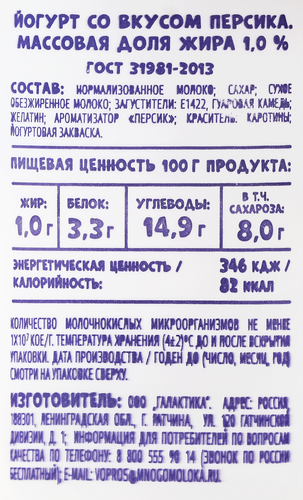 ЙОГУРТ СО ВКУСОМ ПЕРСИКА.
МАССОВАЯ ДОЛЯ ЖИРА 1,0 %
ГОСТ 31981-2013
СОСТАВ: НОРМАЛИЗОВАННОЕ МОЛОКО; САХАР; СУХОЕ
ОБЕЗЖИРЕННОЕ МОЛОКО; ЗАГУСТИТЕЛИ: Е1422, ГУАРОВАЯ КАМЕДЬ;
ЖЕЛАТИН; АРОМАТИЗАТОР «ПЕРСИК»; КРАСИТЕЛЬ: КАРОТИНЫ;
ЙОГУРТОВАЯ ЗАКВАСКА.
ПИЩЕВАЯ ЦЕННОСТЬ 100 Г ПРОДУКТА:
ЖИР: БЕЛОК: УГЛЕВОДЫ: В Т.Ч. САХАРОЗА:
1,0 г 3,3 г 14,9 г 8,0 г
ЭНЕРГЕТИЧЕСКАЯ ЦЕННОСТЬ / 346 КДЖ /
КАЛОРИЙНОСТЬ: 82 ККАЛ
КОЛИЧЕСТВО МОЛОЧНОКИСЛЫХ МИКРООРГАНИЗМОВ НЕ МЕНЕЕ
1X10⁷ КОЕ/Г. ТЕМПЕРАТУРА ХРАНЕНИЯ (4±2)°С ДО И ПОСЛЕ ВСКРЫТИЯ
УПАКОВКИ. ДАТА ПРОИЗВОДСТВА / ГОДЕН ДО (ЧИСЛО, МЕСЯЦ, ГОД)
СМОТРИ НА УПАКОВКЕ СВЕРХУ.
ИЗГОТОВИТЕЛЬ: ООО "ГАЛАКТИКА". АДРЕС: РОССИЯ,
188301, ЛЕНИНГРАДСКАЯ ОБЛ., Г. ГАТЧИНА, УЛ. 120 ГАТЧИНСКОЙ
ДИВИЗИИ, Д. 1; ИНФОРМАЦИЯ ДЛЯ ПОТРЕБИТЕЛЕЙ ПО ВОПРОСАМ
КАЧЕСТВА ПО ТЕЛЕФОНУ: 8 800 555 90 14 (ЗВОНОК ПО РОССИИ
БЕСПЛАТНЫЙ); E-MAIL: VOPROS@MNOGOMOLOKA.RU.